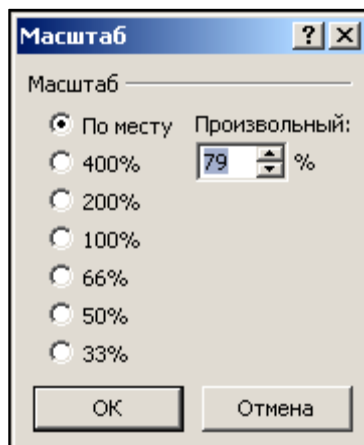 Масштаб
Масштаб
По месту
Произвольный:
400%
79 %
200%
100%
66%
50%
33%
ОК
Отмена